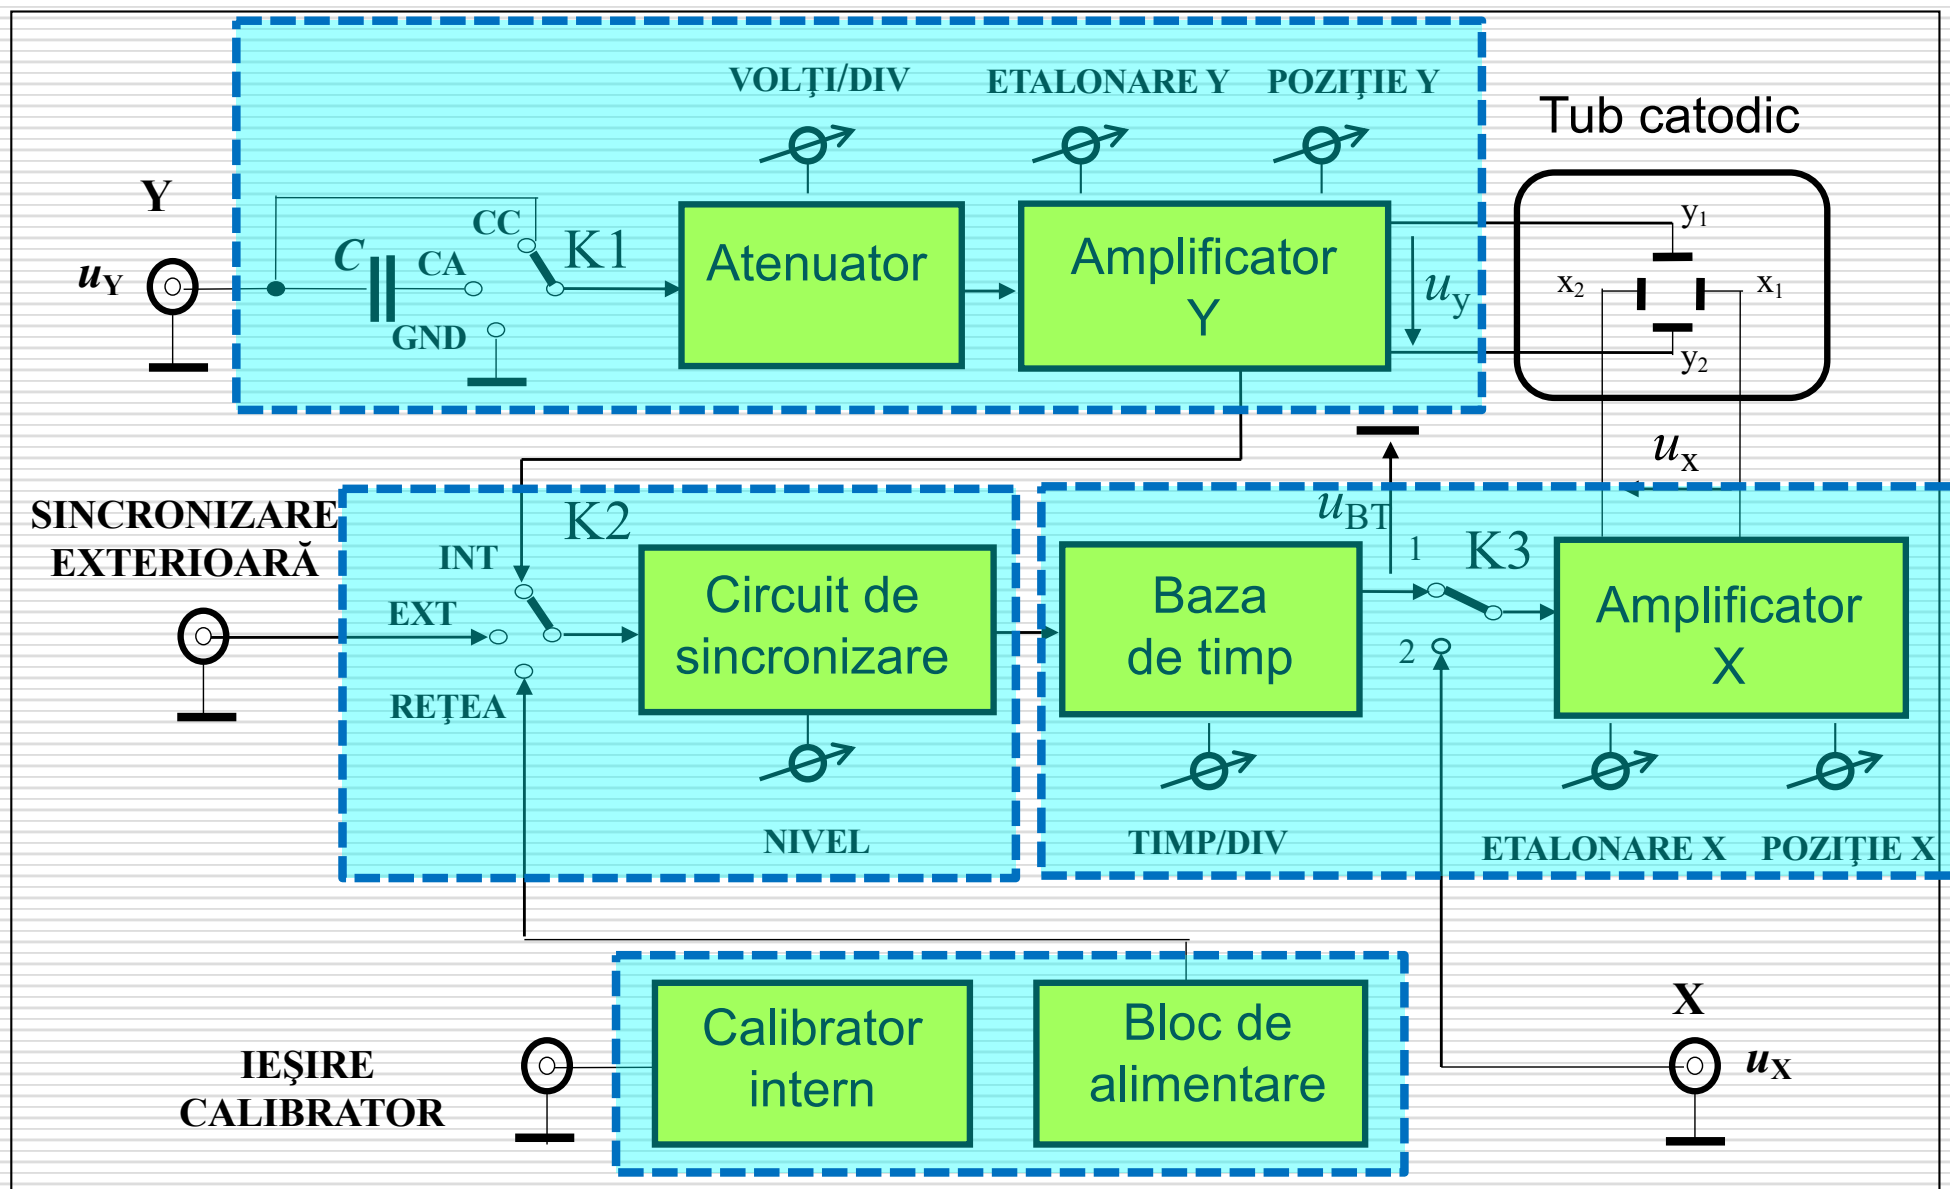 VOLŢI/DIV
ETALONARE Y
POZIŢIE Y
Tub catodic
Y
uY
C
CA
CC
GND
K1
Atenuator
Amplificator
Y
uy
y1
x2
x1
y2
ux
SINCRONIZARE
EXTERIOARĂ
INT
EXT
REŢEA
K2
Circuit de
sincronizare
NIVEL
uBT
Baza
de timp
TIMP/DIV
1
2
K3
Amplificator
X
ETALONARE X
POZIŢIE X
IEŞIRE
CALIBRATOR
Calibrator
intern
Bloc de
alimentare
X
uX